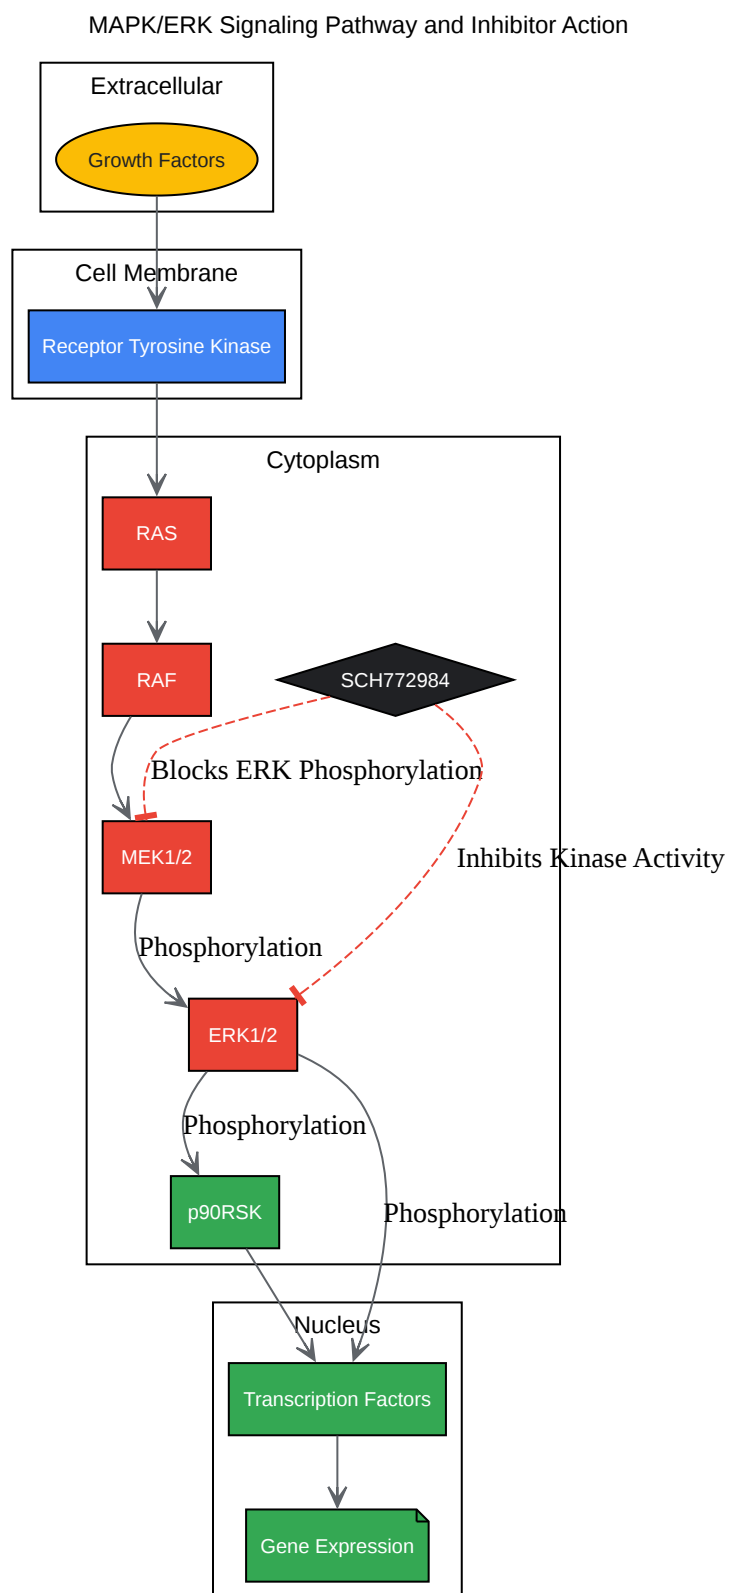 MAPK/ERK Signaling Pathway and Inhibitor Action
Extracellular
Growth Factors
Cell Membrane
Receptor Tyrosine Kinase
Cytoplasm
RAS
RAF
SCH772984
Blocks ERK Phosphorylation
MEK1/2
Inhibits Kinase Activity
Phosphorylation
ERK1/2
Phosphorylation
p90RSK
Phosphorylation
Nucleus
Transcription Factors
Gene Expression